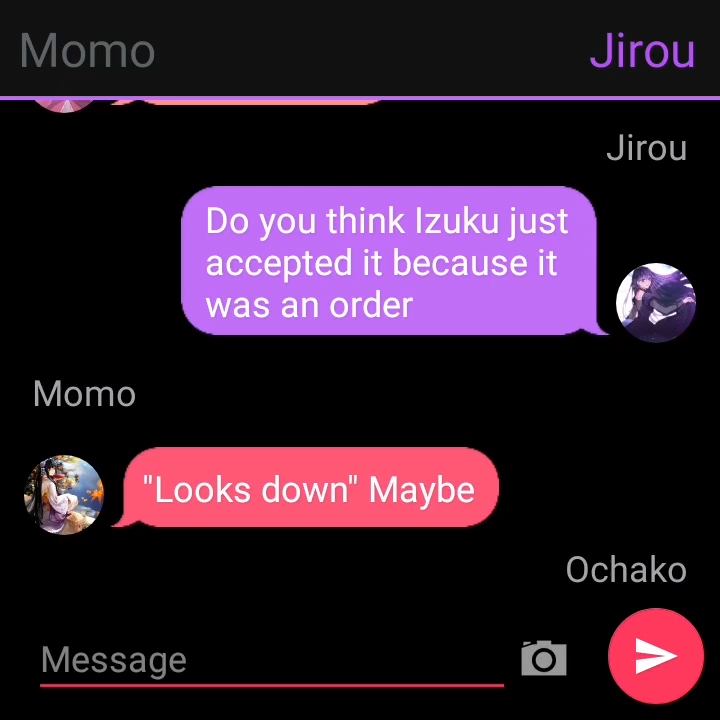 Momo
Jirou
Jirou
Do you think Izuku just
accepted it because it
was an order
Momo
"Looks down" Maybe
Ochako
Message